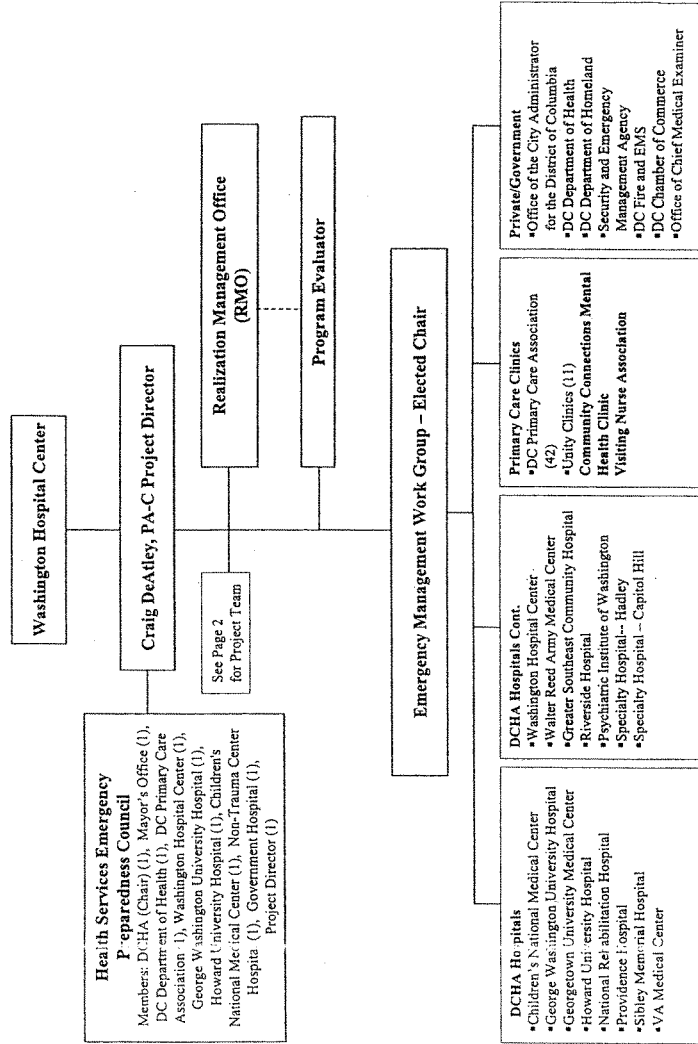 Washington Hospital Center
Craig DeAtley, PA-C Project Director
Health Services Emergency
Preparedness Council
Members: DCHA (Chair) (1), Mayor's Office (1),
DC Department of Health (1), DC Primary Care
Association (1), Washington Hospital Center (1),
George Washington University Hospital (1),
Howard University Hospital (1), Children's
National Medical Center (1), Non-Trauma Center
Hospital (1), Government Hospital (1),
Project Director (1)
See Page 2
for Project Team
Realization Management Office
(RMO)
Program Evaluator
Emergency Management Work Group – Elected Chair
DCHA Hospitals
▪Children's National Medical Center
▪George Washington University Hospital
▪Georgetown University Medical Center
▪Howard University Hospital
▪National Rehabilitation Hospital
▪Providence Hospital
▪Sibley Memorial Hospital
▪VA Medical Center
DCHA Hospitals Cont.
▪Washington Hospital Center
▪Walter Reed Army Medical Center
▪Greater Southeast Community Hospital
▪Riverside Hospital
▪Psychiatric Institute of Washington
▪Specialty Hospital-- Hadley
▪Specialty Hospital – Capitol Hill
Primary Care Clinics
▪DC Primary Care Association
(42)
▪Unity Clinics (11)
Community Connections Mental
Health Clinic
Visiting Nurse Association
Private/Government
▪Office of the City Administrator
for the District of Columbia
▪DC Department of Health
▪DC Department of Homeland
▪Security and Emergency
Management Agency
▪DC Fire and EMS
▪DC Chamber of Commerce
▪Office of Chief Medical Examiner